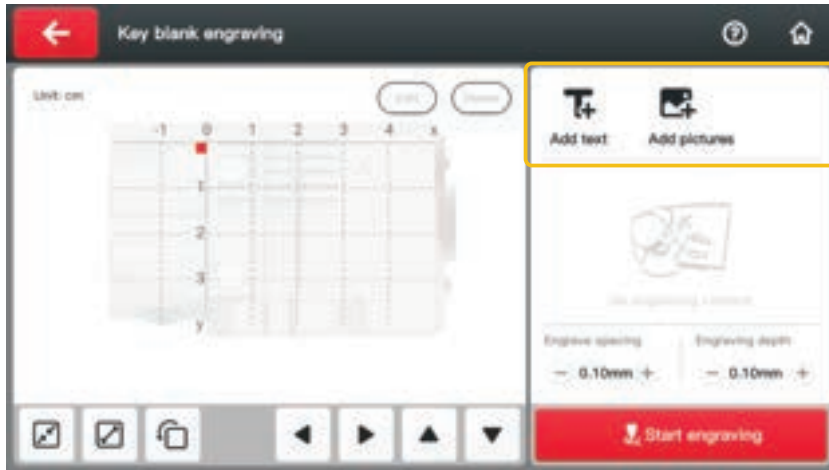 Key blank engraving
Unit: cm
-1 0 1 2 3 4 x
1
2
3
y
Add text Add pictures
Engrave spacing Engraving depth
− 0.10mm + − 0.10mm +
Start engraving